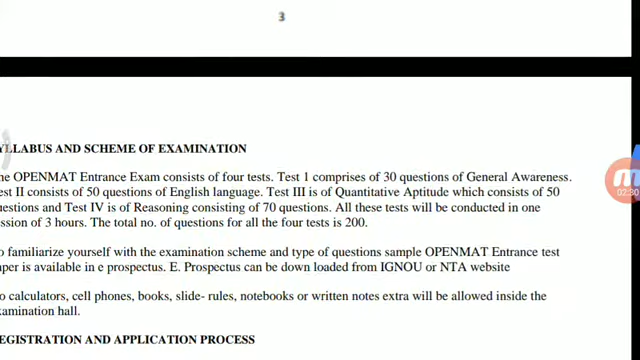 3
YLLABUS AND SCHEME OF EXAMINATION
he OPENMAT Entrance Exam consists of four tests. Test 1 comprises of 30 questions of General Awareness.
est II consists of 50 questions of English language. Test III is of Quantitative Aptitude which consists of 50
uestions and Test IV is of Reasoning consisting of 70 questions. All these tests will be conducted in one
ession of 3 hours. The total no. of questions for all the four tests is 200.
o familiarize yourself with the examination scheme and type of questions sample OPENMAT Entrance test
aper is available in e prospectus. E. Prospectus can be down loaded from IGNOU or NTA website
o calculators, cell phones, books, slide- rules, notebooks or written notes extra will be allowed inside the
xamination hall.
EGISTRATION AND APPLICATION PROCESS
02:30